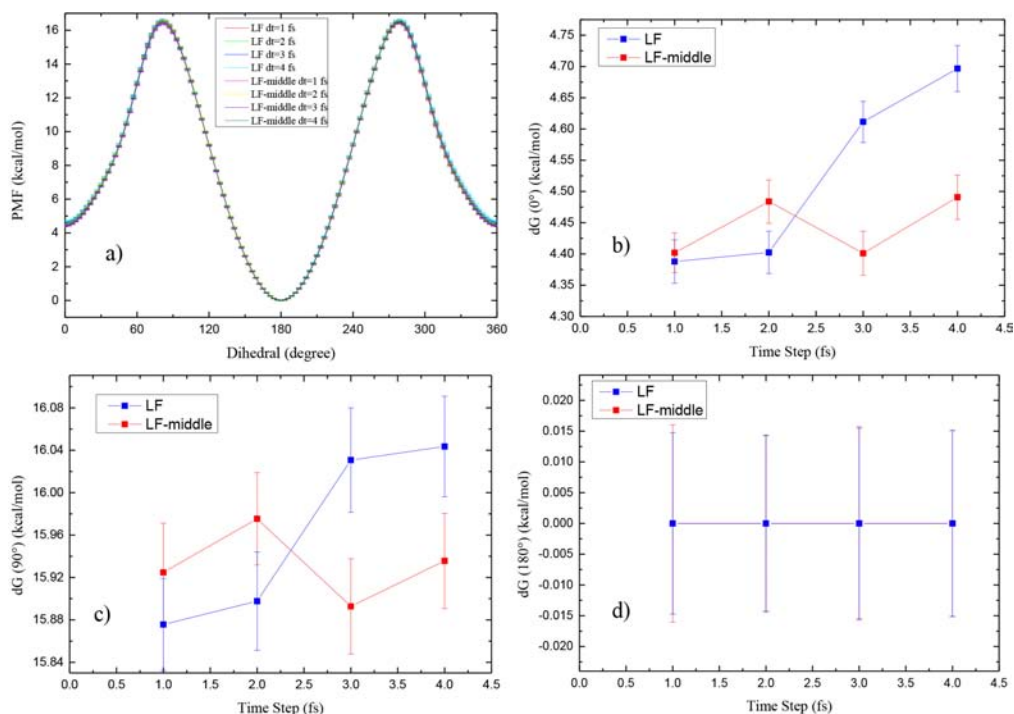 16
14
12
10
8
6
4
2
0
PMF (kcal/mol)
LF dt=1 fs
LF dt=2 fs
LF dt=3 fs
LF dt=4 fs
LF-middle dt=1 fs
LF-middle dt=2 fs
LF-middle dt=3 fs
LF-middle dt=4 fs
a)
0 60 120 180 240 300 360
Dihedral (degree)
4.75
4.70
4.65
4.60
4.55
4.50
4.45
4.40
4.35
4.30
dG (0°) (kcal/mol)
LF
LF-middle
b)
0.0 0.5 1.0 1.5 2.0 2.5 3.0 3.5 4.0 4.5
Time Step (fs)
16.08
16.04
16.00
15.96
15.92
15.88
15.84
dG (90°) (kcal/mol)
LF
LF-middle
c)
0.0 0.5 1.0 1.5 2.0 2.5 3.0 3.5 4.0 4.5
Time Step (fs)
0.020
0.015
0.010
0.005
0.000
-0.005
-0.010
-0.015
-0.020
dG (180°) (kcal/mol)
LF
LF-middle
d)
0.0 0.5 1.0 1.5 2.0 2.5 3.0 3.5 4.0 4.5
Time Step (fs)